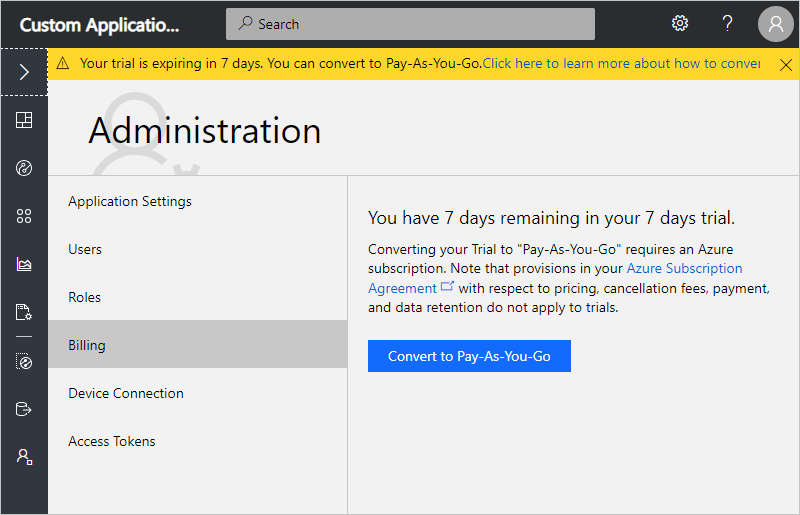 Custom Applicatio...
Search
?
Your trial is expiring in 7 days. You can convert to Pay-As-You-Go.Click here to learn more about how to conver
Administration
Application Settings
Users
Roles
Billing
Device Connection
Access Tokens
You have 7 days remaining in your 7 days trial.
Converting your Trial to "Pay-As-You-Go" requires an Azure
subscription. Note that provisions in your Azure Subscription
Agreement with respect to pricing, cancellation fees, payment,
and data retention do not apply to trials.
Convert to Pay-As-You-Go